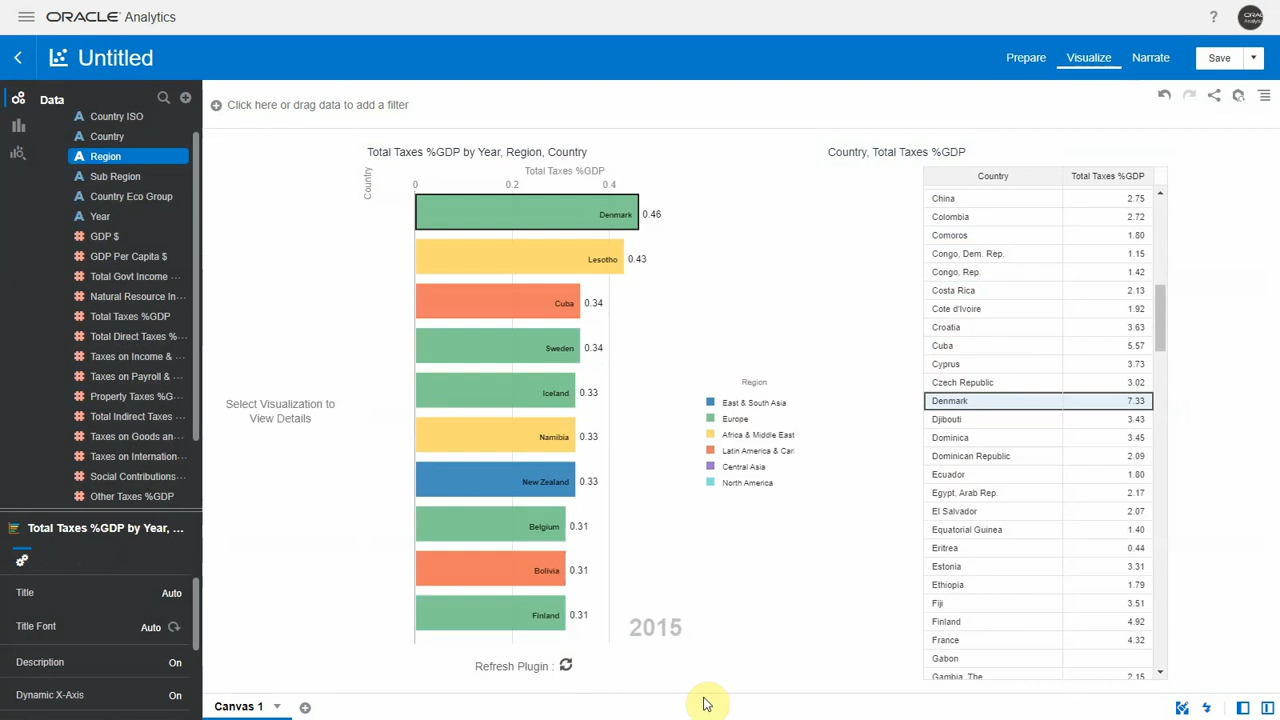 ORACLE Analytics
?
Untitled
Prepare
Visualize
Narrate
Save
Data
Country ISO
Country
Region
Sub Region
Country Eco Group
Year
GDP $
GDP Per Capita $
Total Govt Income ...
Natural Resource In...
Total Taxes %GDP
Total Direct Taxes %...
Taxes on Income & ...
Taxes on Payroll & ...
Property Taxes %G...
Total Indirect Taxes ...
Taxes on Goods an...
Taxes on Internation...
Social Contributions...
Other Taxes %GDP
Total Taxes %GDP by Year, ...
Title Auto
Title Font Auto
Description On
Dynamic X-Axis On
Click here or drag data to add a filter
Select Visualization to
View Details
Total Taxes %GDP by Year, Region, Country
Total Taxes %GDP
Country
0 0.2 0.4
Denmark 0.46
Lesotho 0.43
Cuba 0.34
Sweden 0.34
Iceland 0.33
Namibia 0.33
New Zealand 0.33
Belgium 0.31
Bolivia 0.31
Finland 0.31
2015
Refresh Plugin :
Region
East & South Asia
Europe
Africa & Middle East
Latin America & Cari
Central Asia
North America
Country, Total Taxes %GDP
Country Total Taxes %GDP
China 2.75
Colombia 2.72
Comoros 1.80
Congo, Dem. Rep. 1.15
Congo, Rep. 1.42
Costa Rica 2.13
Cote d'Ivoire 1.92
Croatia 3.63
Cuba 5.57
Cyprus 3.73
Czech Republic 3.02
Denmark 7.33
Djibouti 3.43
Dominica 3.45
Dominican Republic 2.09
Ecuador 1.80
Egypt, Arab Rep. 2.17
El Salvador 2.07
Equatorial Guinea 1.40
Eritrea 0.44
Estonia 3.31
Ethiopia 1.79
Fiji 3.51
Finland 4.92
France 4.32
Gabon
Gambia, The 2.15
Canvas 1